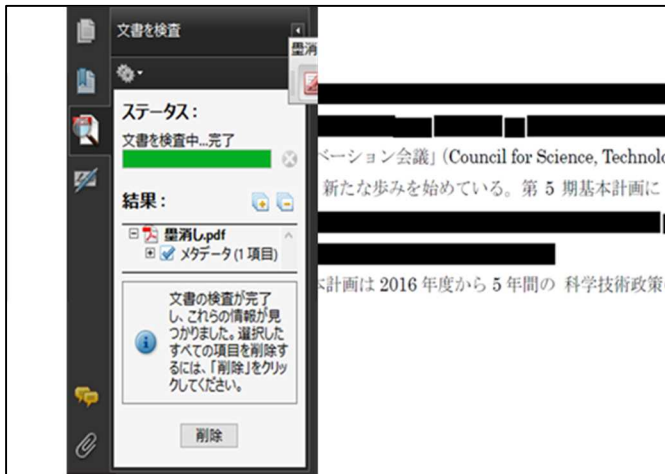 文書を検査
墨消
ステータス：
文書を検査中...完了
結果：
墨消し.pdf
メタデータ (1 項目)
文書の検査が完了
し、これらの情報が見
つかりました。選択した
すべての項目を削除す
るには、「削除」をクリッ
クしてください。
削除
ベーション会議」(Council for Science, Technolo
新たな歩みを始めている。第 5 期基本計画に
本計画は 2016 年度から 5 年間の 科学技術政策